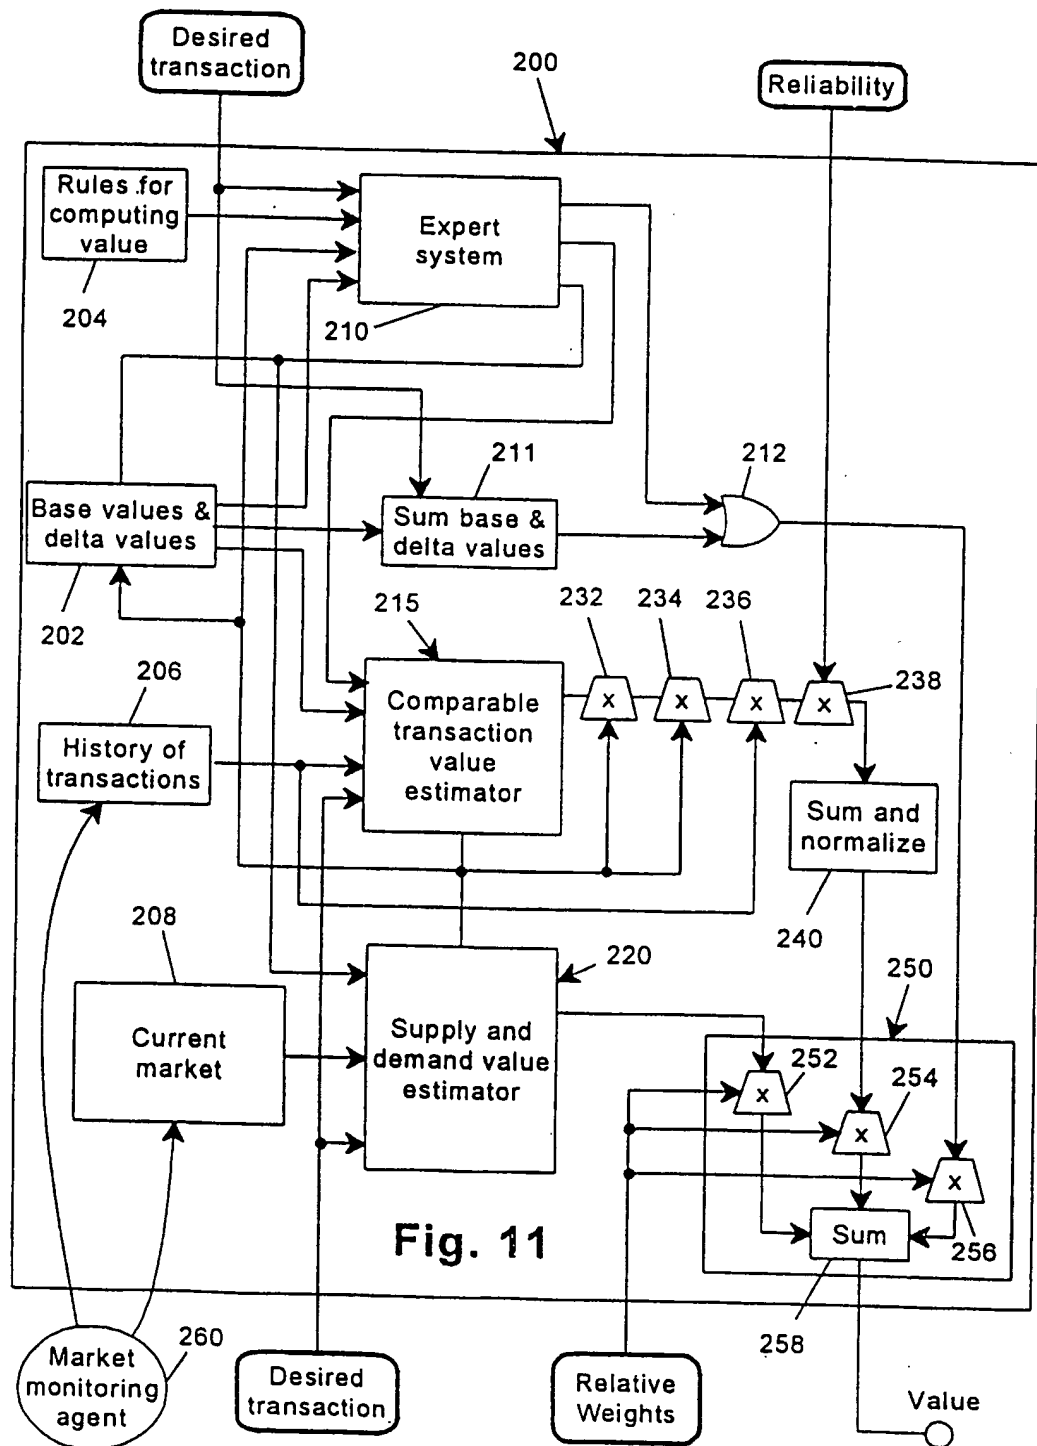 Desired
transaction
200
Reliability
Rules for
computing
value
204
Expert
system
210
211
212
Base values &
delta values
202
Sum base &
delta values
215
232
234
236
238
206
History of
transactions
Comparable
transaction
value
estimator
x
x
x
x
Sum and
normalize
240
208
Current
market
220
Supply and
demand value
estimator
250
252
x
254
x
x
256
Sum
258
Fig. 11
260
Market
monitoring
agent
Desired
transaction
Relative
Weights
Value